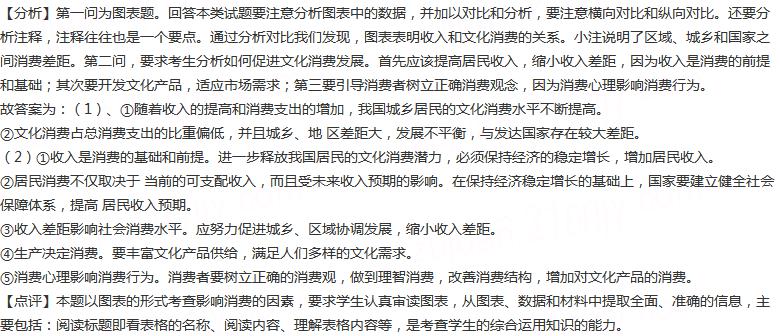 【分析】第一问为图表题。回答本类试题要注意分析图表中的数据，并加以对比和分析，要注意横向对比和纵向对比。还要分
析注释，注释往往也是一个要点。通过分析对比我们发现，图表表明收入和文化消费的关系。小注说明了区域、城乡和国家之
间消费差距。第二问，要求考生分析如何促进文化消费发展。首先应该提高居民收入，缩小收入差距，因为收入是消费的前提
和基础；其次要开发文化产品，适应市场需求；第三要引导消费者树立正确消费观念，因为消费心理影响消费行为。
故答案为：（1）、①随着收入的提高和消费支出的增加，我国城乡居民的文化消费水平不断提高。
②文化消费占总消费支出的比重偏低，并且城乡、地 区差距大，发展不平衡，与发达国家存在较大差距。
（2）①收入是消费的基础和前提。进一步释放我国居民的文化消费潜力，必须保持经济的稳定增长，增加居民收入。
②居民消费不仅取决于 当前的可支配收入，而且受未来收入预期的影响。在保持经济稳定增长的基础上，国家要建立健全社会
保障体系，提高 居民收入预期。
③收入差距影响社会消费水平。应努力促进城乡、区域协调发展，缩小收入差距。
④生产决定消费。要丰富文化产品供给，满足人们多样的文化需求。
⑤消费心理影响消费行为。消费者要树立正确的消费观，做到理智消费，改善消费结构，增加对文化产品的消费。
【点评】本题以图表的形式考查影响消费的因素，要求学生认真审读图表，从图表、数据和材料中提取全面、准确的信息，主
要包括：阅读标题即看表格的名称、阅读内容、理解表格内容等，是考查学生的综合运用知识的能力。